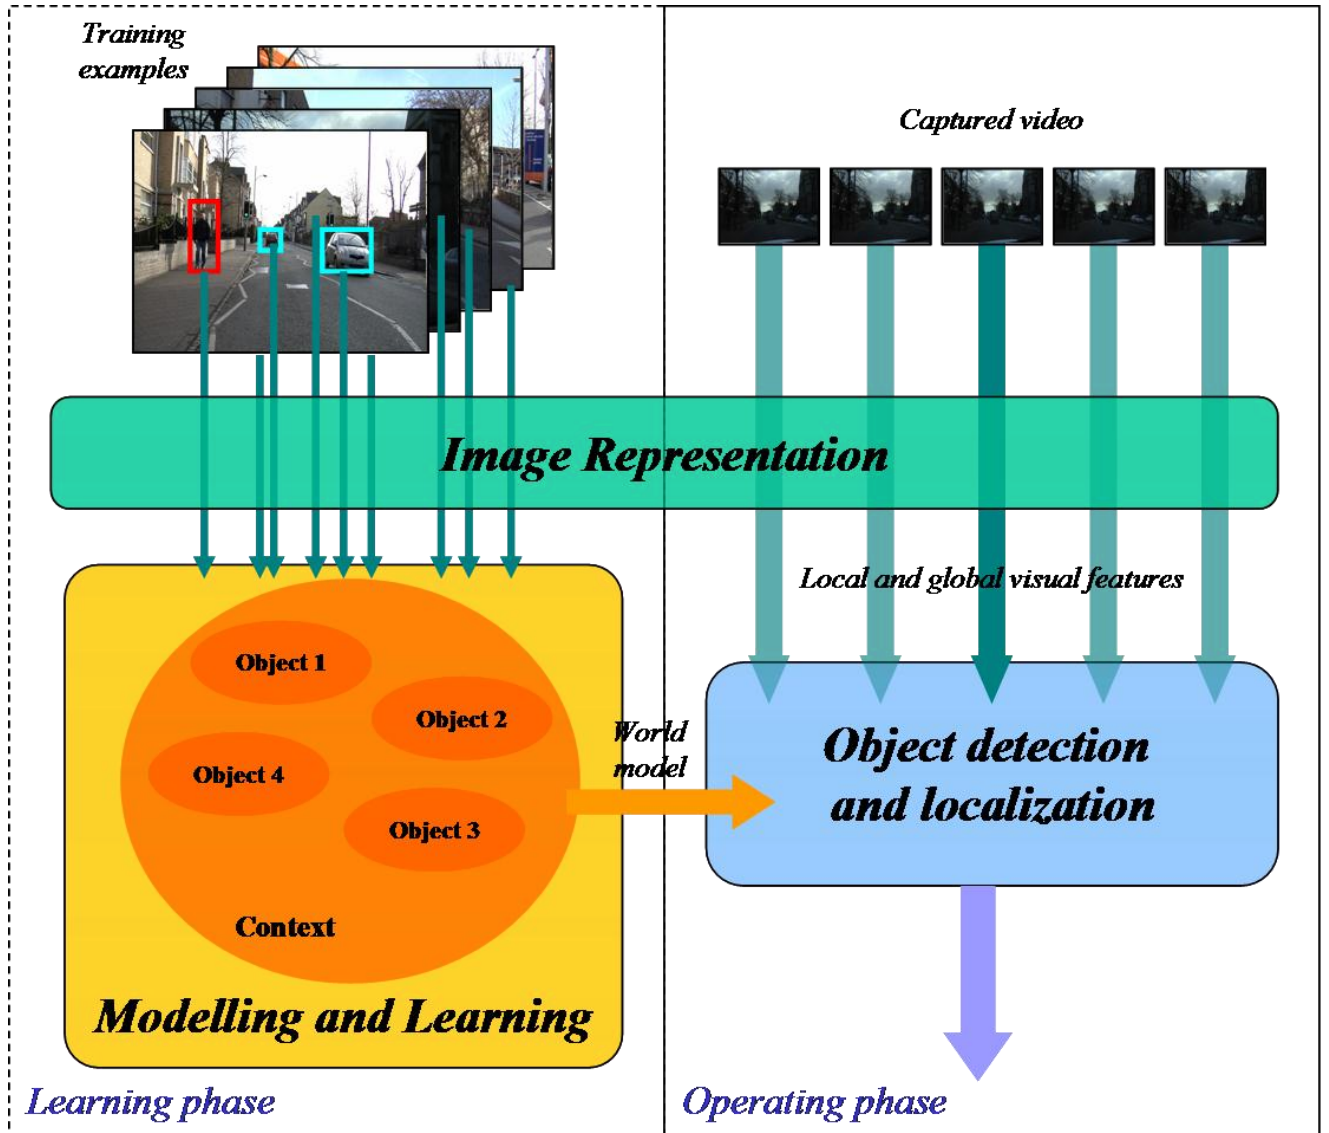 Training
examples
Captured video
Image Representation
Local and global visual features
Object 1
Object 2
Object 4
Object 3
Context
Modelling and Learning
World
model
Object detection
and localization
Learning phase
Operating phase